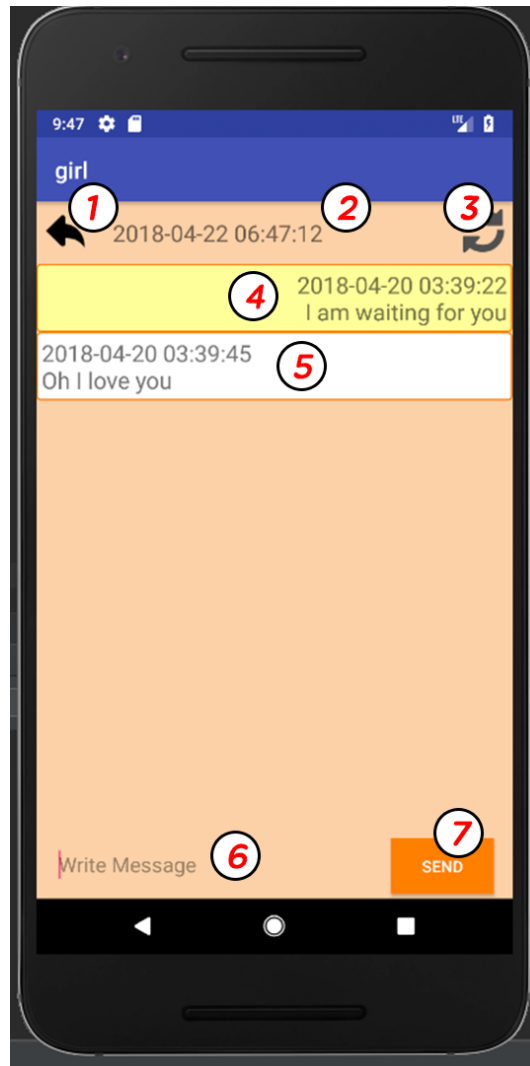 9:47 LTE
girl
1 2 3
2018-04-22 06:47:12
4 2018-04-20 03:39:22
I am waiting for you
2018-04-20 03:39:45 5
Oh I love you
7
Write Message 6 SEND